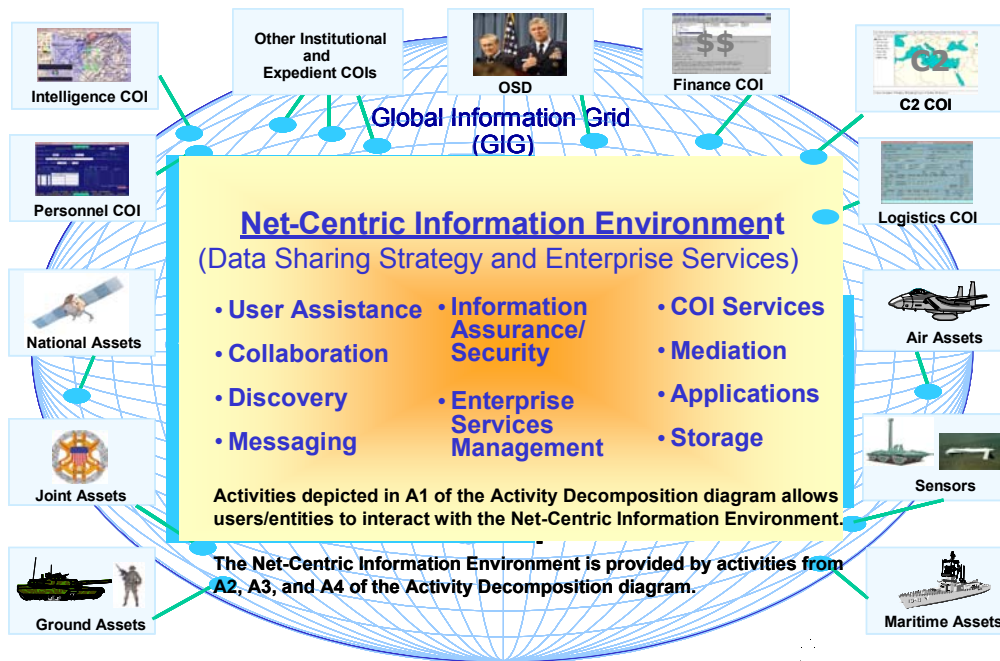 Other Institutional
and
Expedient COIs
$$
C2
Intelligence COI
OSD
Finance COI
C2 COI
Global Information Grid
(GIG)
Personnel COI
Logistics COI
Net-Centric Information Environment
(Data Sharing Strategy and Enterprise Services)
National Assets
Air Assets
• User Assistance
• Collaboration
• Discovery
• Messaging
• Information
Assurance/
Security
• Enterprise
Services
Management
• COI Services
• Mediation
• Applications
• Storage
Joint Assets
Sensors
Activities depicted in A1 of the Activity Decomposition diagram allows
users/entities to interact with the Net-Centric Information Environment.
The Net-Centric Information Environment is provided by activities from
A2, A3, and A4 of the Activity Decomposition diagram.
Ground Assets
Maritime Assets